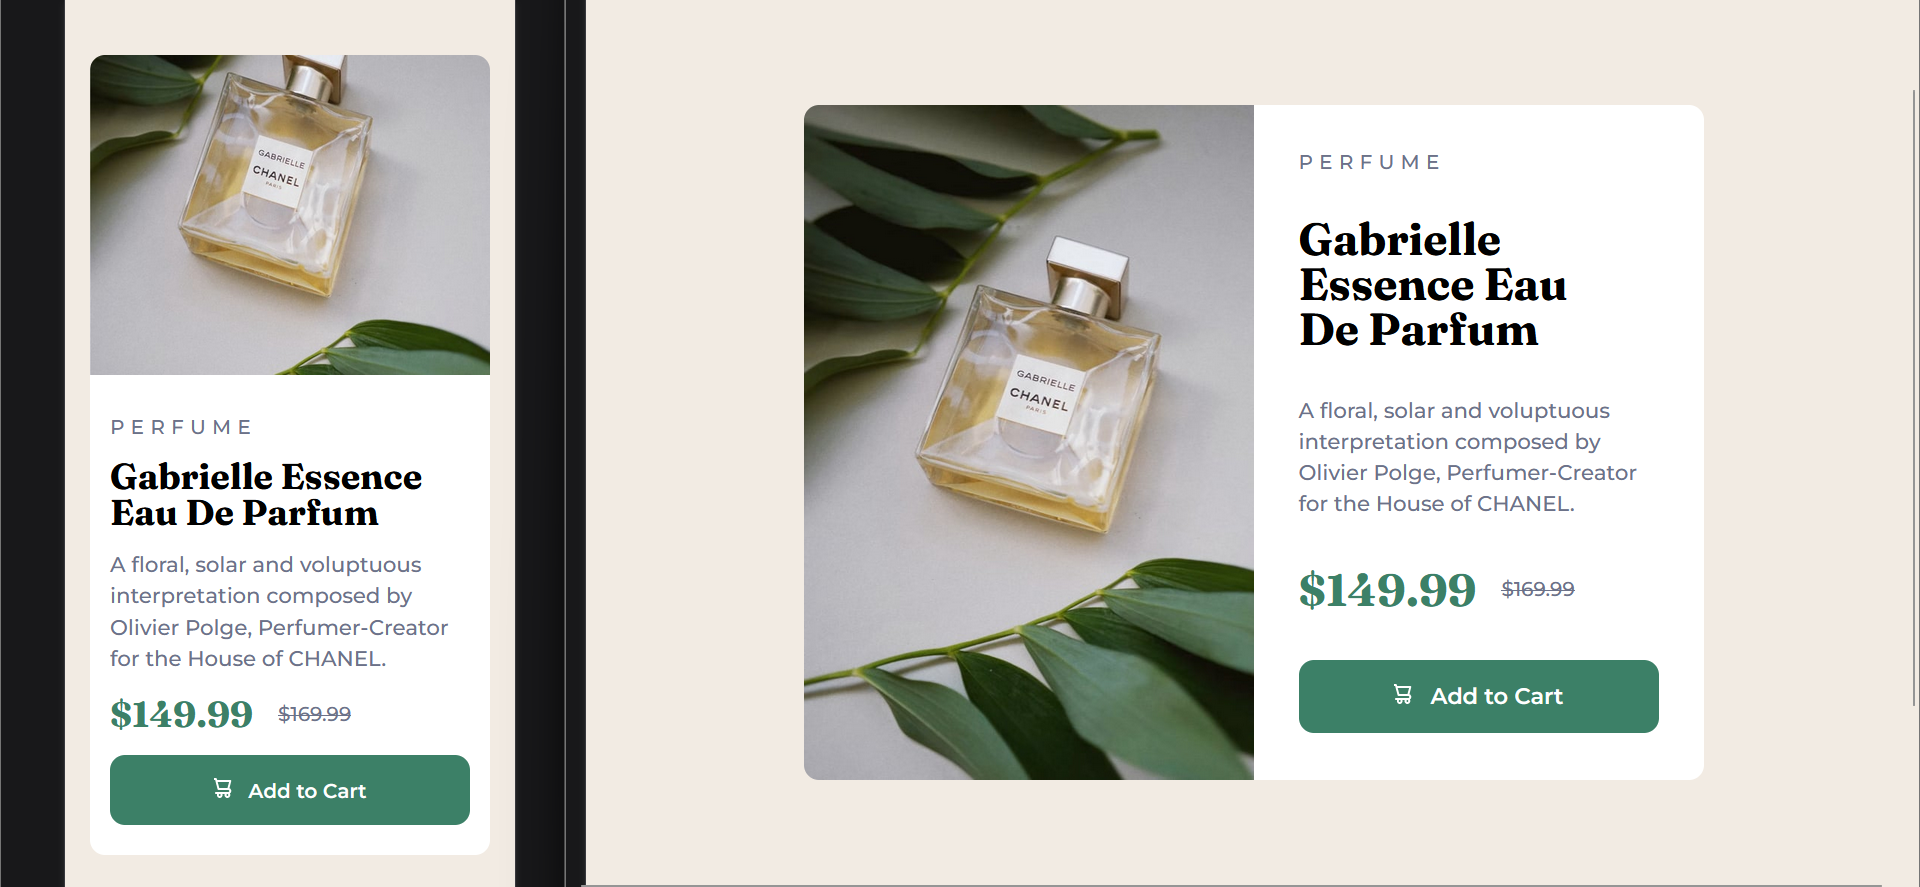 GABRIELLE
CHANEL
PARIS
PERFUME
Gabrielle Essence
Eau De Parfum
A floral, solar and voluptuous
interpretation composed by
Olivier Polge, Perfumer-Creator
for the House of CHANEL.
$149.99 $169.99
Add to Cart
GABRIELLE
CHANEL
PARIS
PERFUME
Gabrielle
Essence Eau
De Parfum
A floral, solar and voluptuous
interpretation composed by
Olivier Polge, Perfumer-Creator
for the House of CHANEL.
$149.99 $169.99
Add to Cart